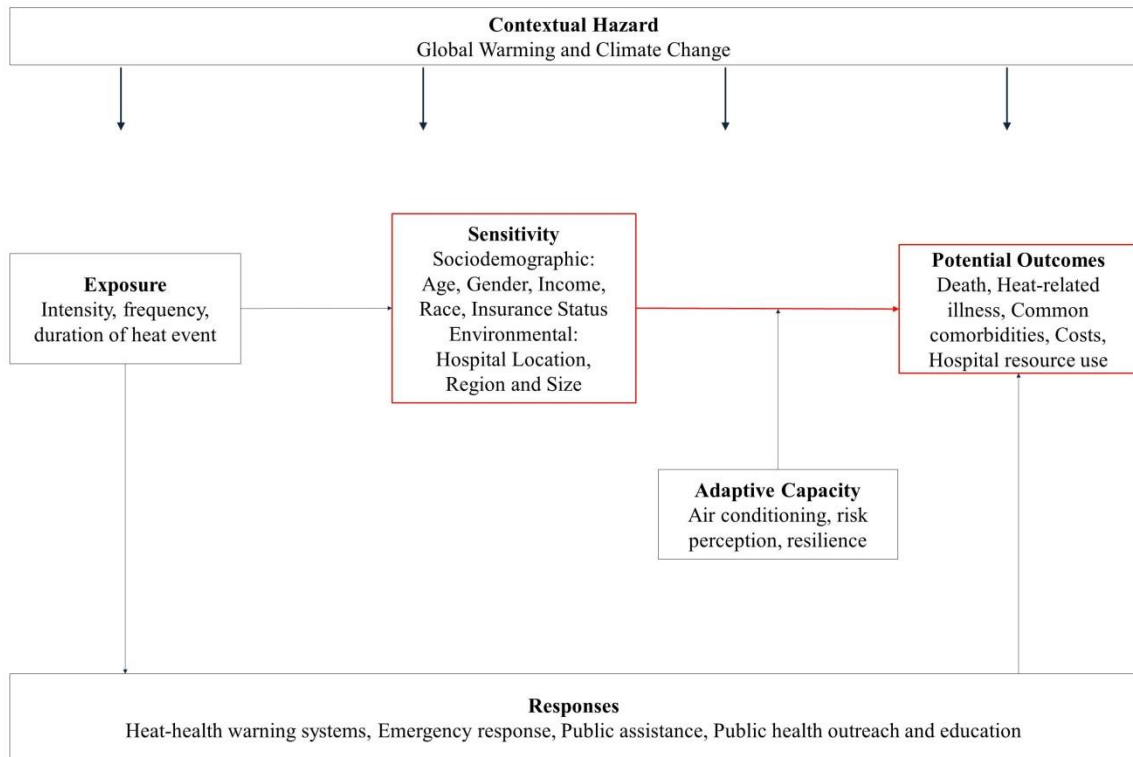 Contextual Hazard
Global Warming and Climate Change
Exposure
Intensity, frequency,
duration of heat event
Sensitivity
Sociodemographic:
Age, Gender, Income,
Race, Insurance Status
Environmental:
Hospital Location,
Region and Size
Potential Outcomes
Death, Heat-related
illness, Common
comorbidities, Costs,
Hospital resource use
Adaptive Capacity
Air conditioning, risk
perception, resilience
Responses
Heat-health warning systems, Emergency response, Public assistance, Public health outreach and education